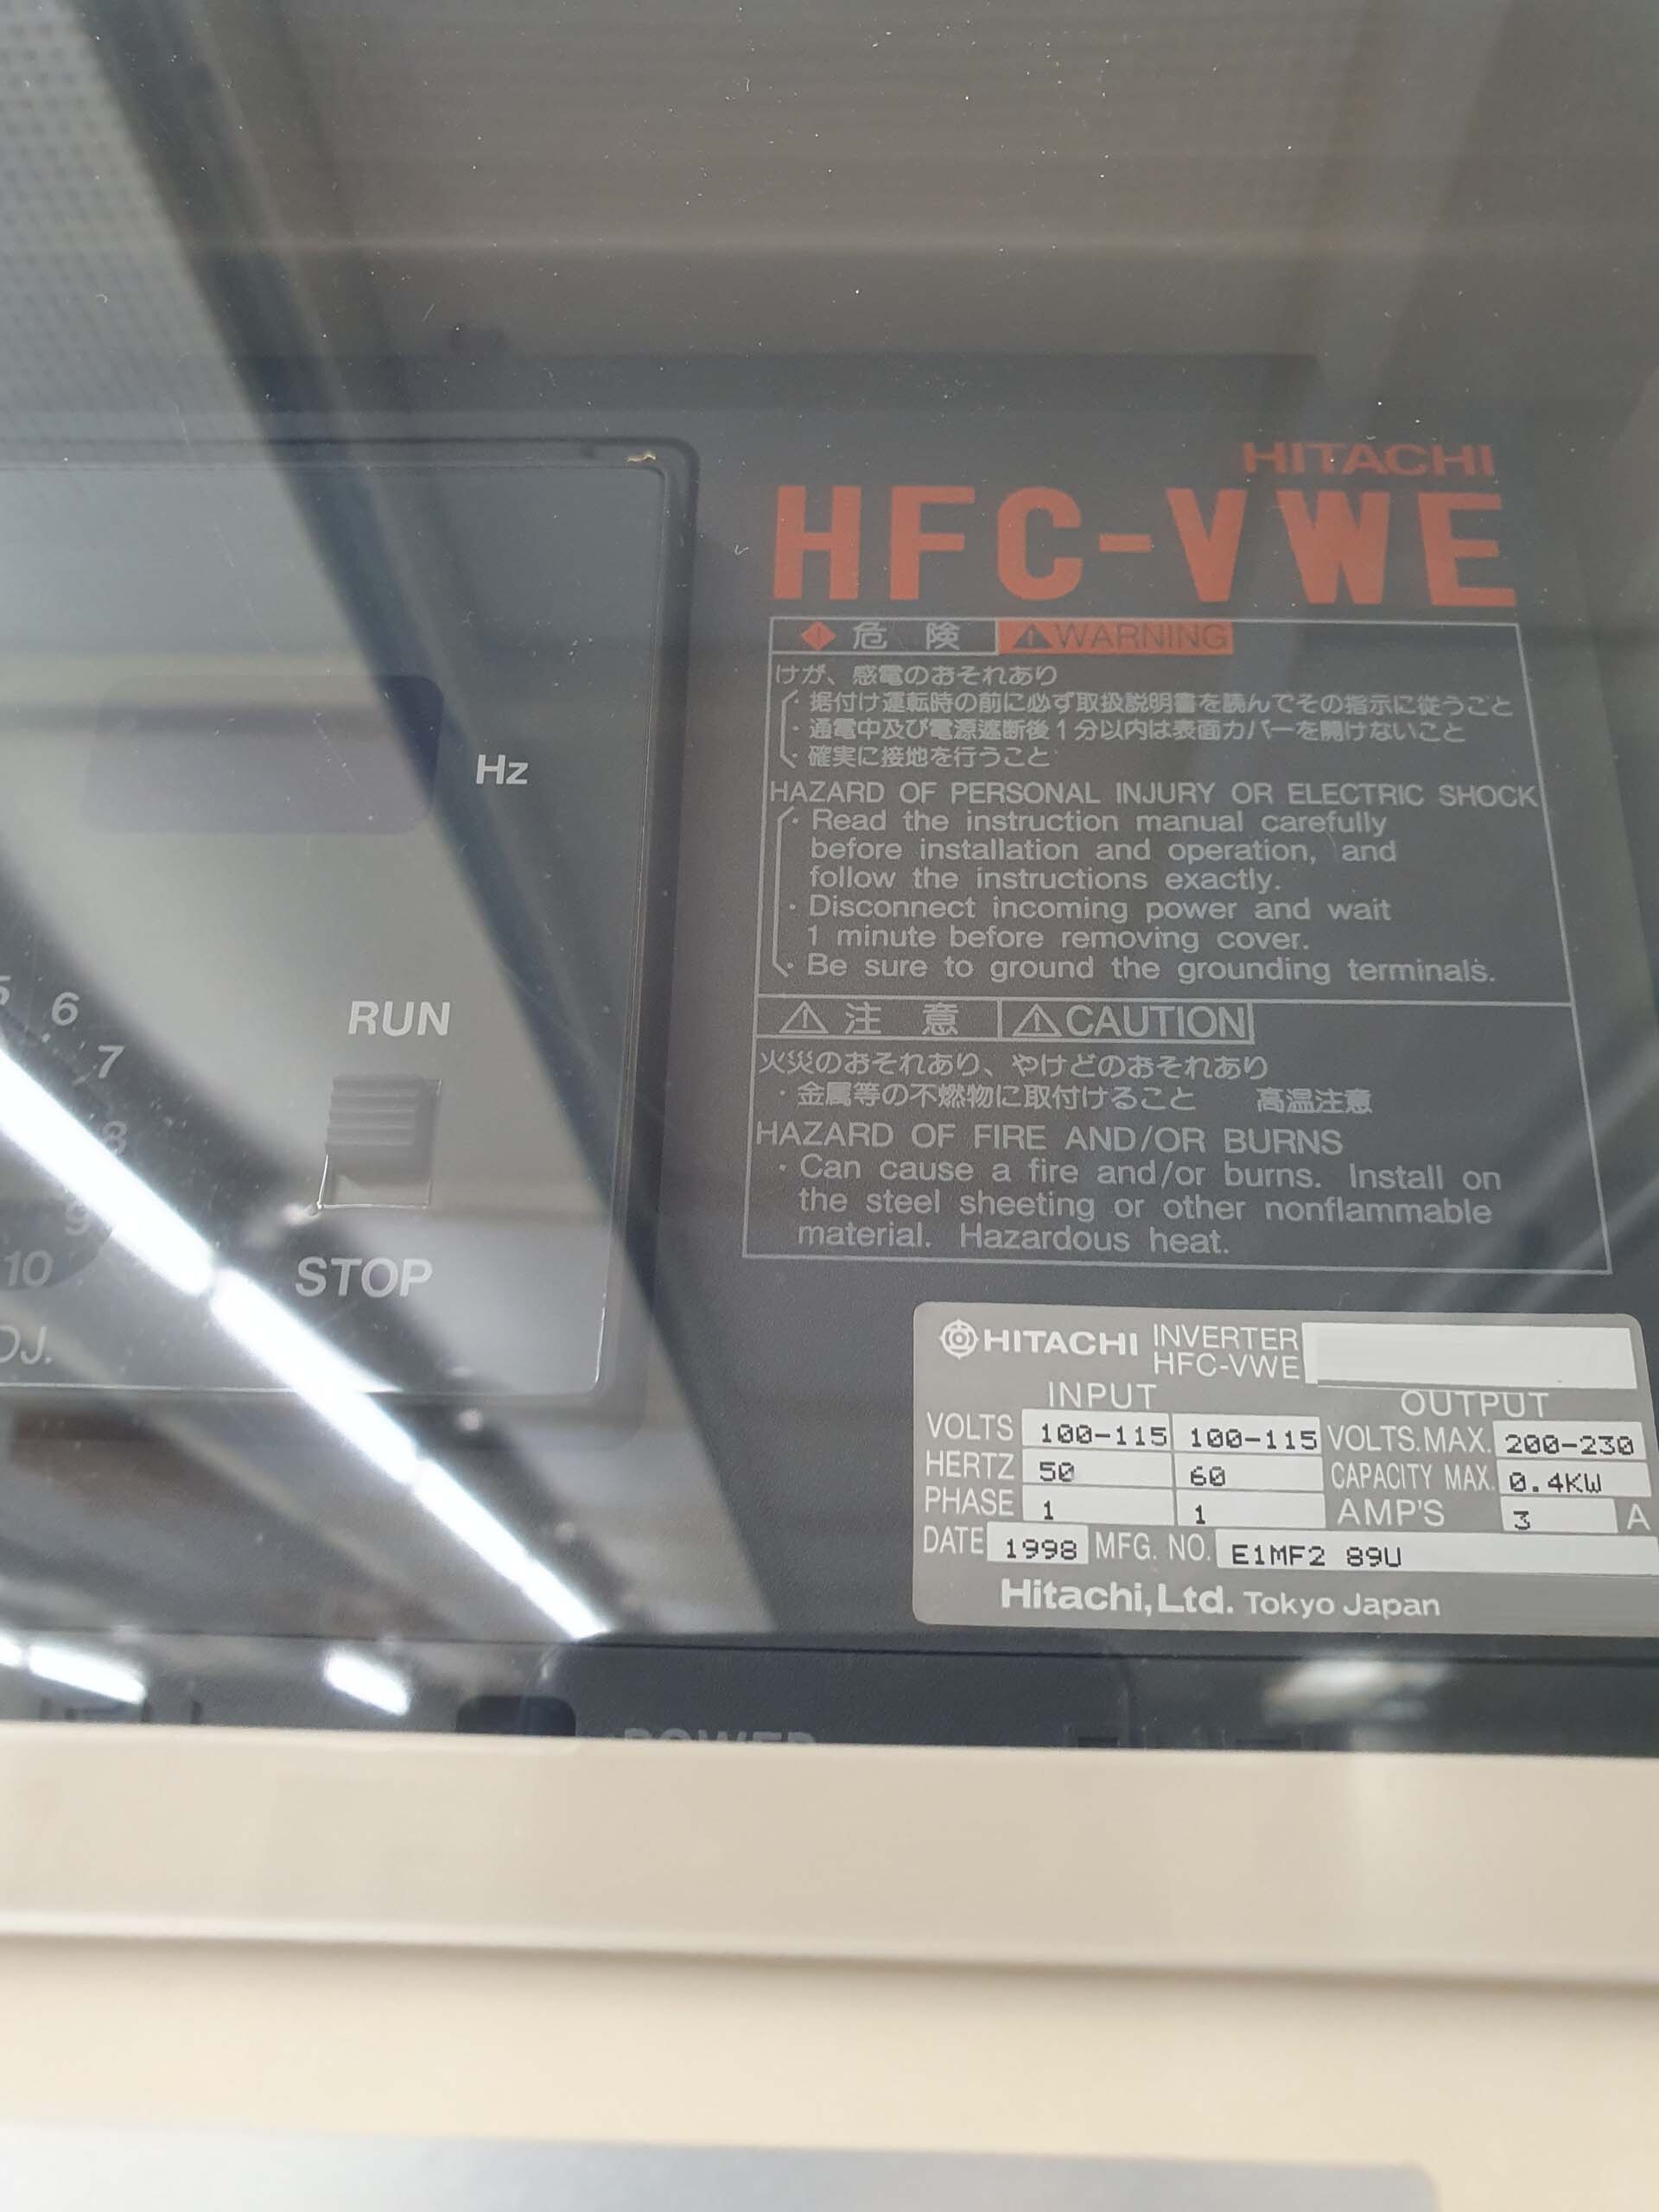 HITACHI
HFC-VWE
危 険 WARNING
けが、感電のおそれあり
・据付け運転時の前に必ず取扱説明書を読んでその指示に従うこと
・通電中及び電源遮断後1分以内は表面カバーを開けないこと
・確実に接地を行うこと
HAZARD OF PERSONAL INJURY OR ELECTRIC SHOCK
・Read the instruction manual carefully
before installation and operation, and
follow the instructions exactly.
・Disconnect incoming power and wait
1 minute before removing cover.
・Be sure to ground the grounding terminals.
注 意 CAUTION
火災のおそれあり、やけどのおそれあり
・金属等の不燃物に取付けること 高温注意
HAZARD OF FIRE AND/OR BURNS
・Can cause a fire and/or burns. Install on
the steel sheeting or other nonflammable
material. Hazardous heat.
Hz
RUN
STOP
5
6
7
8
9
10
HITACHI INVERTER
HFC-VWE
INPUT OUTPUT
VOLTS 100-115 100-115 VOLTS.MAX. 200-230
HERTZ 50 60 CAPACITY MAX. 0.4KW
PHASE 1 1 AMP'S 3 A
DATE 1998 MFG. NO. E1MF2 89U
Hitachi, Ltd. Tokyo Japan
POWER